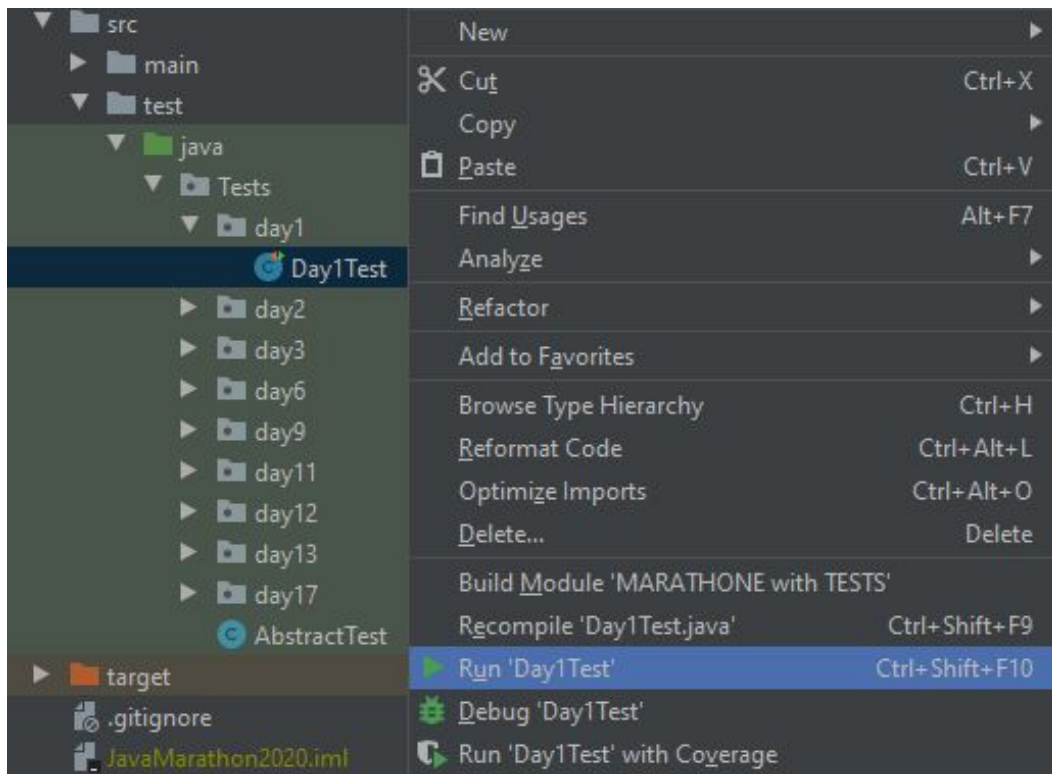 src
main
test
java
Tests
day1
Day1Test
day2
day3
day6
day9
day11
day12
day13
day17
AbstractTest
target
.gitignore
JavaMarathon2020.iml
New
Cut Ctrl+X
Copy
Paste Ctrl+V
Find Usages Alt+F7
Analyze
Refactor
Add to Favorites
Browse Type Hierarchy Ctrl+H
Reformat Code Ctrl+Alt+L
Optimize Imports Ctrl+Alt+O
Delete... Delete
Build Module 'MARATHONE with TESTS'
Recompile 'Day1Test.java' Ctrl+Shift+F9
Run 'Day1Test' Ctrl+Shift+F10
Debug 'Day1Test'
Run 'Day1Test' with Coverage